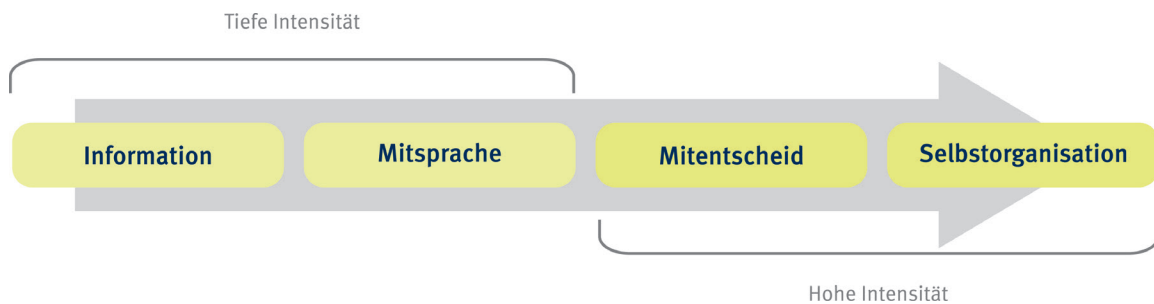 Tiefe Intensität
Information
Mitsprache
Mitentscheid
Selbstorganisation
Hohe Intensität